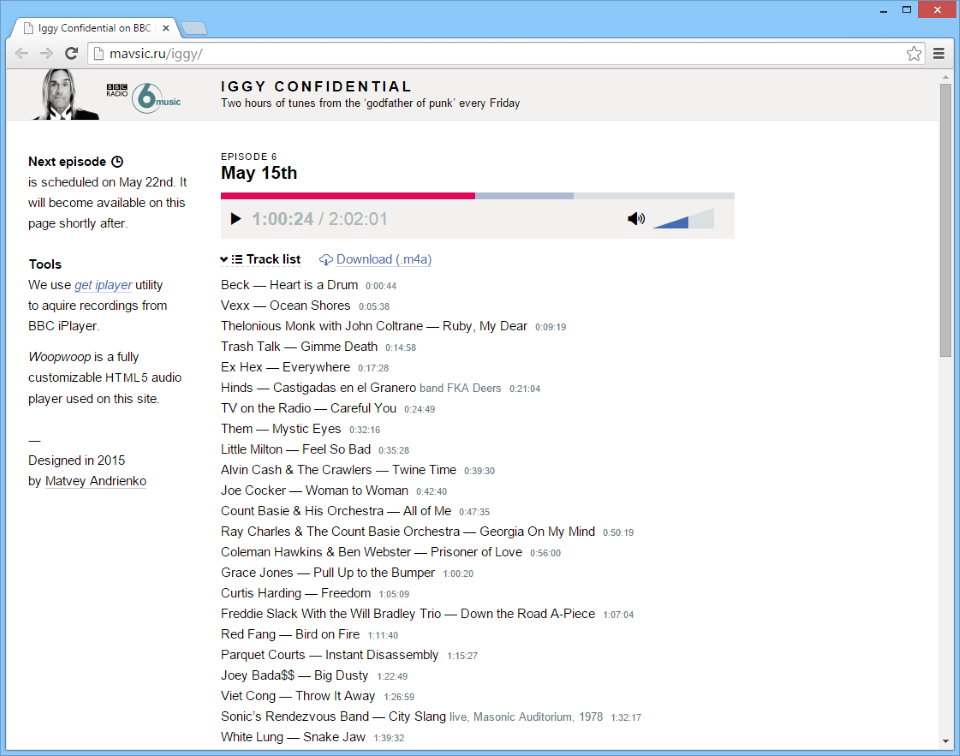 Iggy Confidential on BBC
mavsic.ru/iggy/
BBC
RADIO
6
music
IGGY CONFIDENTIAL
Two hours of tunes from the ‘godfather of punk’ every Friday
Next episode
is scheduled on May 22nd. It
will become available on this
page shortly after.
Tools
We use get iplayer utility
to aquire recordings from
BBC iPlayer.
Woopwoop is a fully
customizable HTML5 audio
player used on this site.
—
Designed in 2015
by Matvey Andrienko
EPISODE 6
May 15th
1:00:24 / 2:02:01
Track list Download (.m4a)
Beck — Heart is a Drum 0:00:44
Vexx — Ocean Shores 0:05:38
Thelonious Monk with John Coltrane — Ruby, My Dear 0:09:19
Trash Talk — Gimme Death 0:14:58
Ex Hex — Everywhere 0:17:28
Hinds — Castigadas en el Granero band FKA Deers 0:21:04
TV on the Radio — Careful You 0:24:49
Them — Mystic Eyes 0:32:16
Little Milton — Feel So Bad 0:35:28
Alvin Cash & The Crawlers — Twine Time 0:39:30
Joe Cocker — Woman to Woman 0:42:40
Count Basie & His Orchestra — All of Me 0:47:35
Ray Charles & The Count Basie Orchestra — Georgia On My Mind 0:50:19
Coleman Hawkins & Ben Webster — Prisoner of Love 0:56:00
Grace Jones — Pull Up to the Bumper 1:00:20
Curtis Harding — Freedom 1:05:09
Freddie Slack With the Will Bradley Trio — Down the Road A-Piece 1:07:04
Red Fang — Bird on Fire 1:11:40
Parquet Courts — Instant Disassembly 1:15:27
Joey Bada$$ — Big Dusty 1:22:49
Viet Cong — Throw It Away 1:26:59
Sonic’s Rendezvous Band — City Slang live, Masonic Auditorium, 1978 1:32:17
White Lung — Snake Jaw 1:39:32